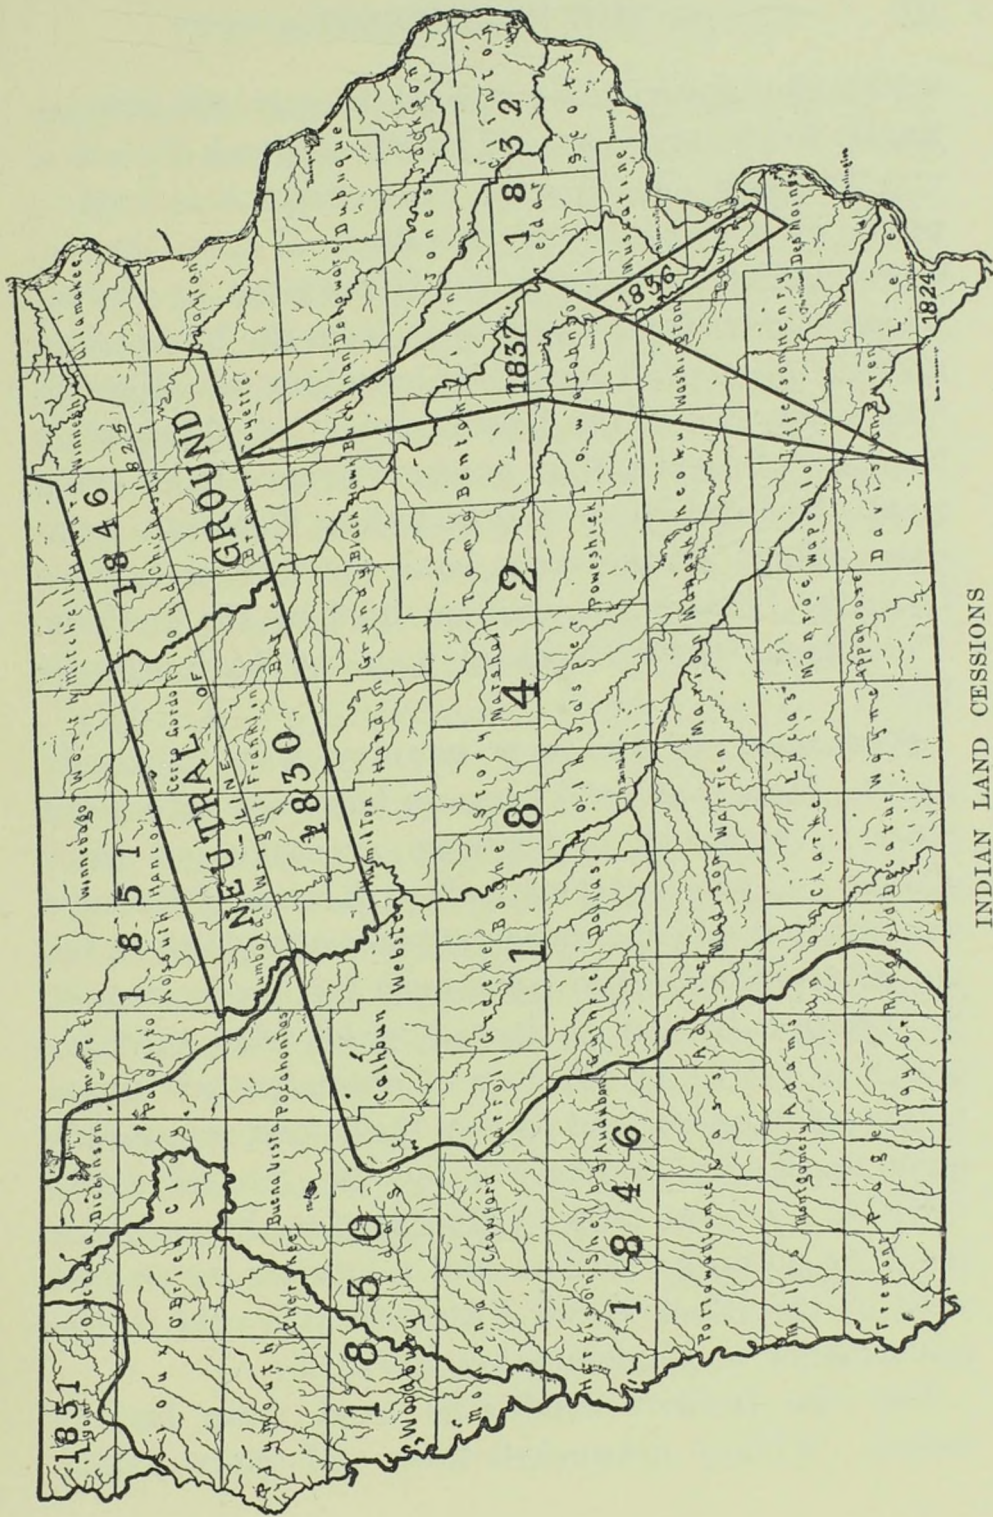 1851
Lyon
Osceola
Dickinson
Emmet
Winnebago
Worth
Mitchell
Howard
Winneshiek
Allamakee
1851
Kossuth
Hancock
Cerro Gordo
Floyd
Chickasaw
1846
1825
Sioux
O'Brien
Clay
Palo Alto
NEUTRAL
GROUND
LINE OF
Plymouth
Cherokee
Buena Vista
Pocahontas
Humboldt
Wright
Franklin
Butler
Bremer
Fayette
Clayton
1830
1830
Woodbury
Ida
Sac
Calhoun
Webster
Hamilton
Hardin
Grundy
Black Hawk
Buchanan
Delaware
Dubuque
Monona
Crawford
Carroll
Greene
Boone
Story
Marshall
Tama
Benton
Linn
Jones
Jackson
1842
1837
1832
Cedar
Clinton
Scott
Harrison
Shelby
Audubon
Guthrie
Dallas
Polk
Jasper
Poweshiek
Iowa
Johnson
Muscatine
1846
1836
Pottawattamie
Cass
Adair
Madison
Warren
Marion
Mahaska
Keokuk
Washington
Louisa
Mills
Montgomery
Adams
Union
Clarke
Lucas
Monroe
Wapello
Jefferson
Henry
Des Moines
Fremont
Page
Taylor
Ringgold
Decatur
Wayne
Appanoose
Davis
Van Buren
Lee
1824
INDIAN LAND CESSIONS